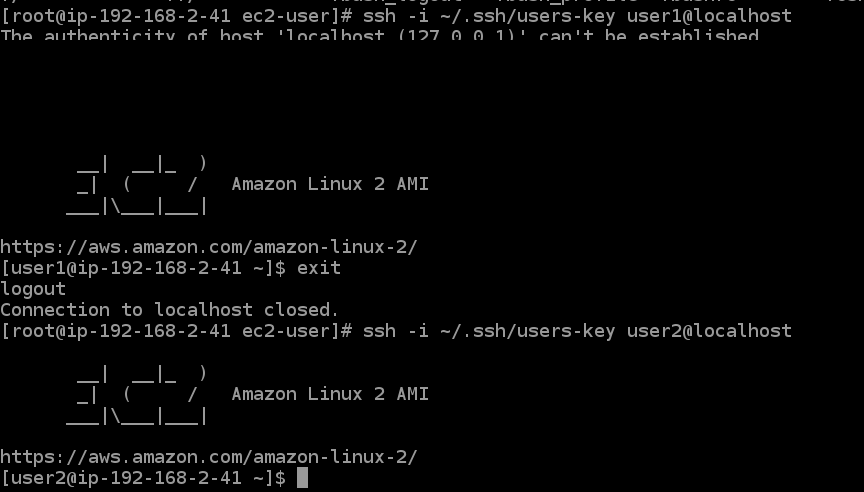 [root@ip-192-168-2-41 ec2-user]# ssh -i ~/.ssh/users-key user1@localhost
The authenticity of host 'localhost (127.0.0.1)' can't be established
       __|  __|_  )
       _|  (     /   Amazon Linux 2 AMI
      ___|\___|___|
https://aws.amazon.com/amazon-linux-2/
[user1@ip-192-168-2-41 ~]$ exit
logout
Connection to localhost closed.
[root@ip-192-168-2-41 ec2-user]# ssh -i ~/.ssh/users-key user2@localhost
       __|  __|_  )
       _|  (     /   Amazon Linux 2 AMI
      ___|\___|___|
https://aws.amazon.com/amazon-linux-2/
[user2@ip-192-168-2-41 ~]$